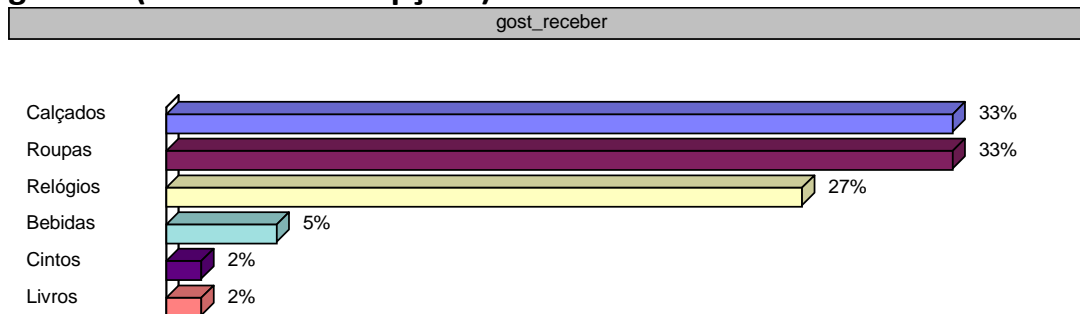 gost_receber
Calçados 33%
Roupas 33%
Relógios 27%
Bebidas 5%
Cintos 2%
Livros 2%